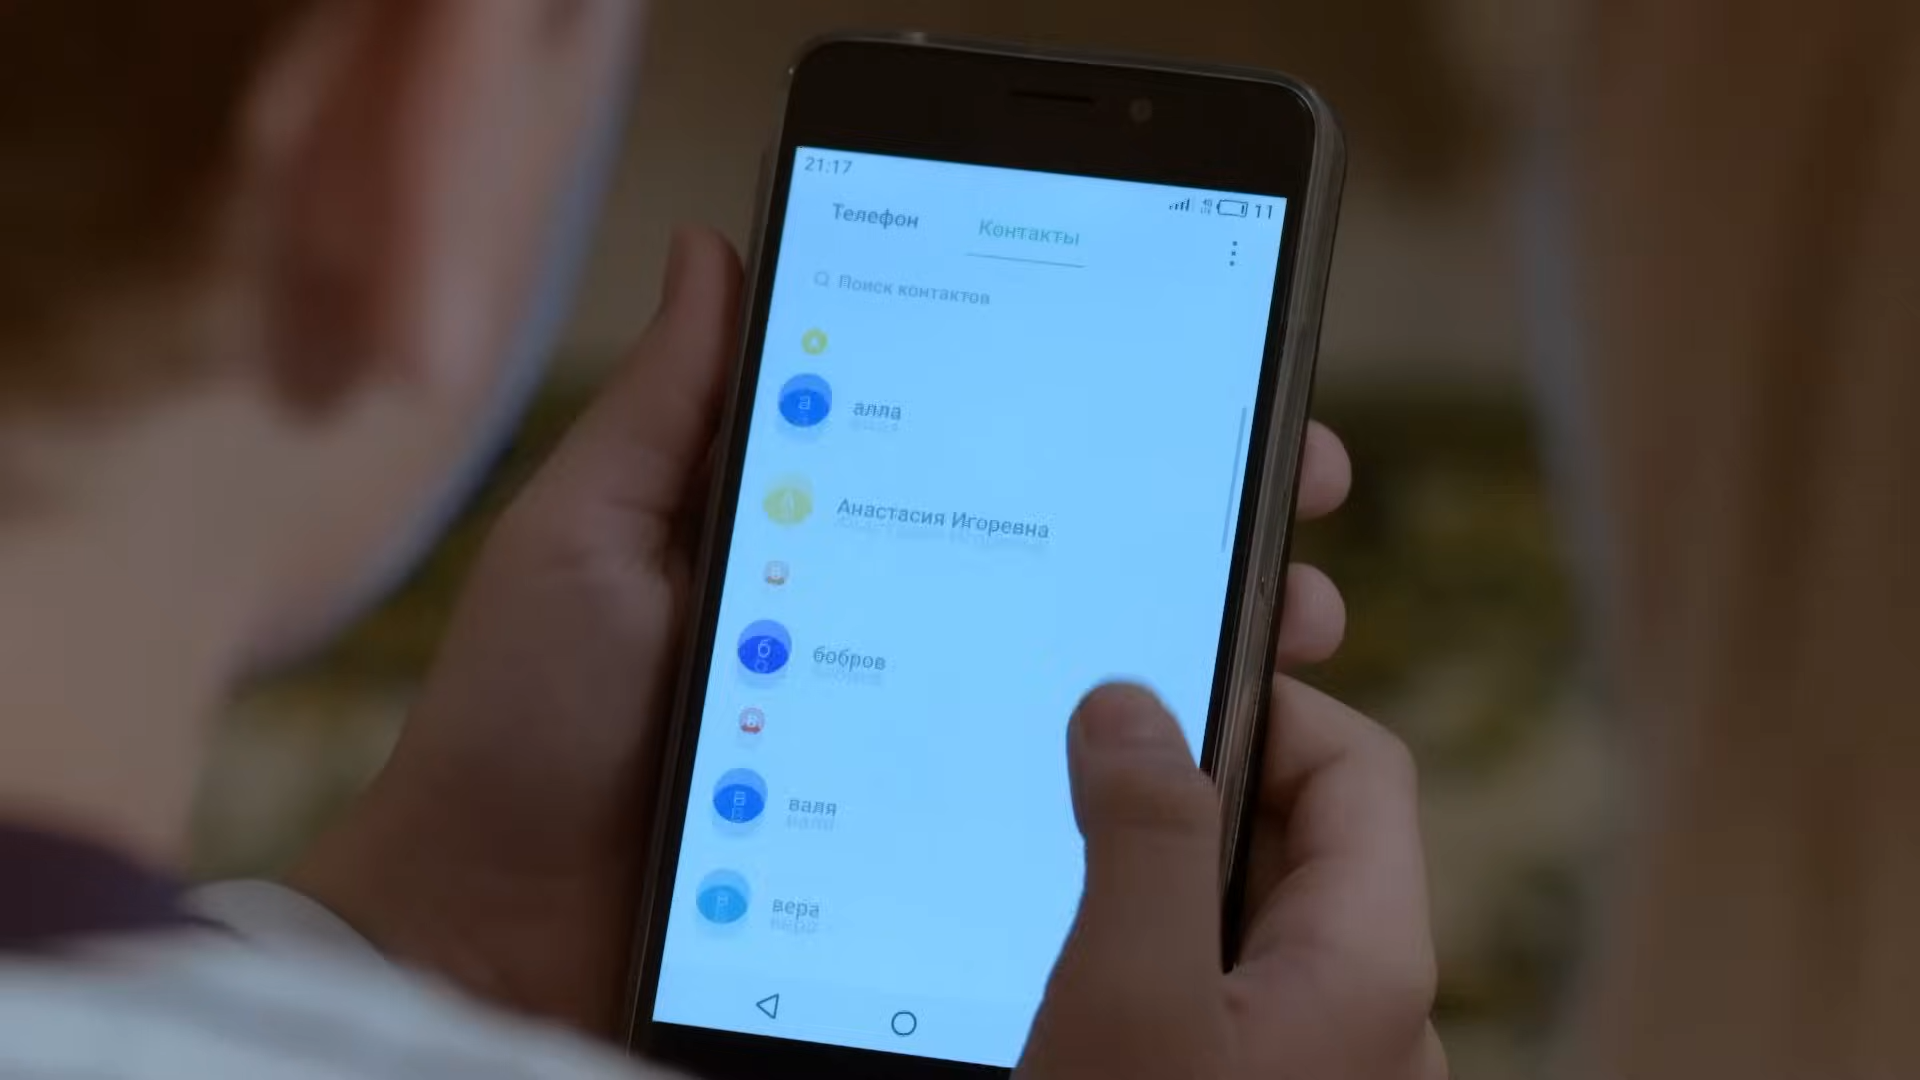 21:17
11
Телефон Контакты
Поиск контактов
а алла
А Анастасия Игоревна
б бобров
В
в валя
в вера